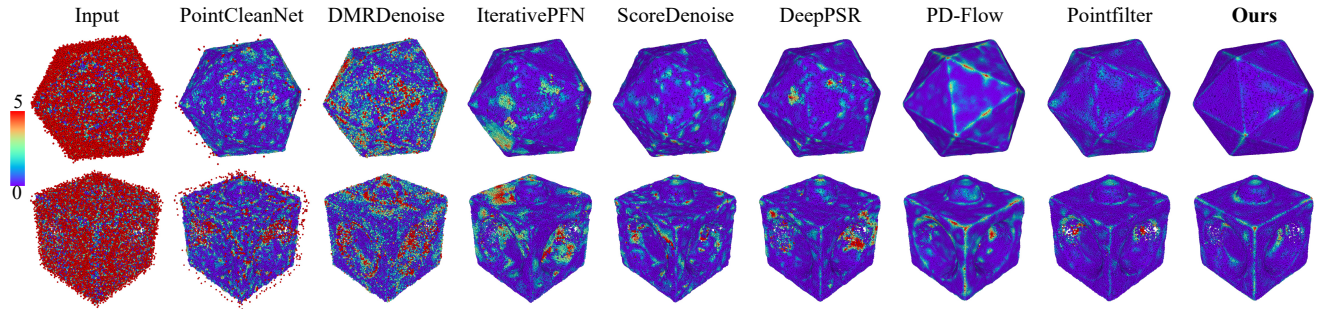 Input PointCleanNet DMRDenoise IterativePFN ScoreDenoise DeepPSR PD-Flow Pointfilter Ours
5
0